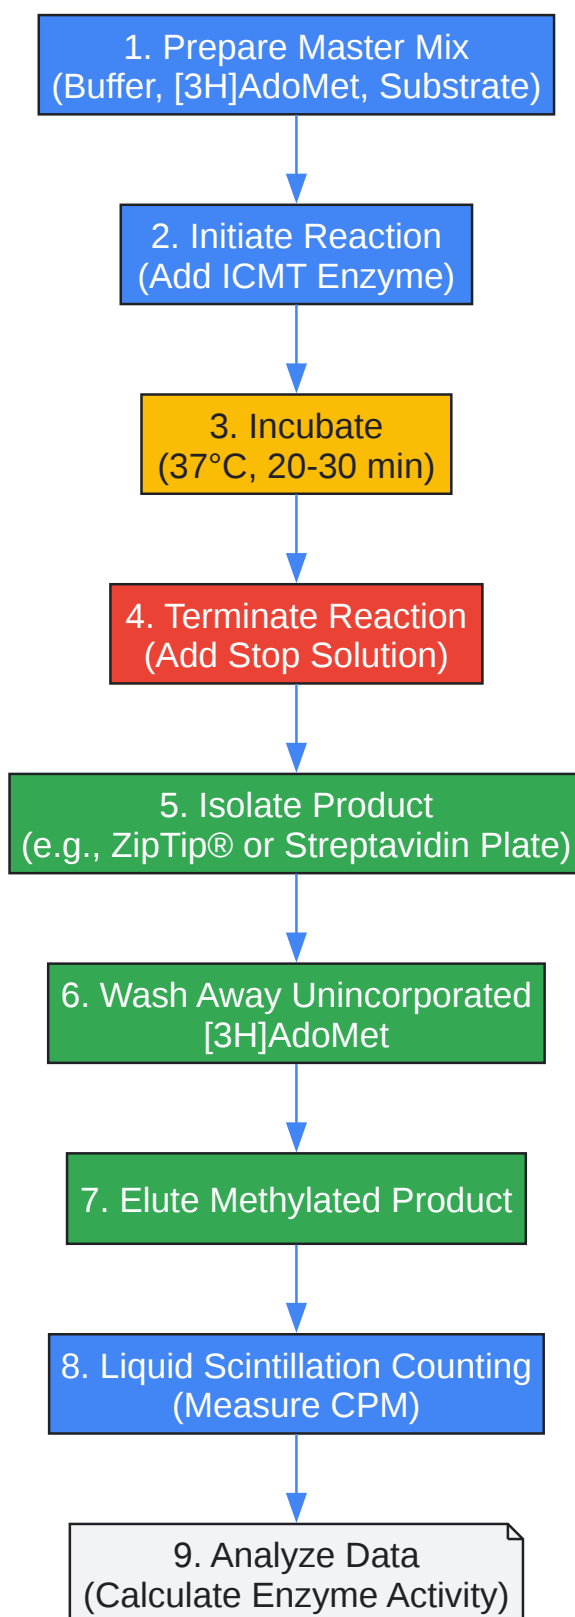 1. Prepare Master Mix
(Buffer, [3H]AdoMet, Substrate)
2. Initiate Reaction
(Add ICMT Enzyme)
3. Incubate
(37°C, 20-30 min)
4. Terminate Reaction
(Add Stop Solution)
5. Isolate Product
(e.g., ZipTip® or Streptavidin Plate)
6. Wash Away Unincorporated
[3H]AdoMet
7. Elute Methylated Product
8. Liquid Scintillation Counting
(Measure CPM)
9. Analyze Data
(Calculate Enzyme Activity)